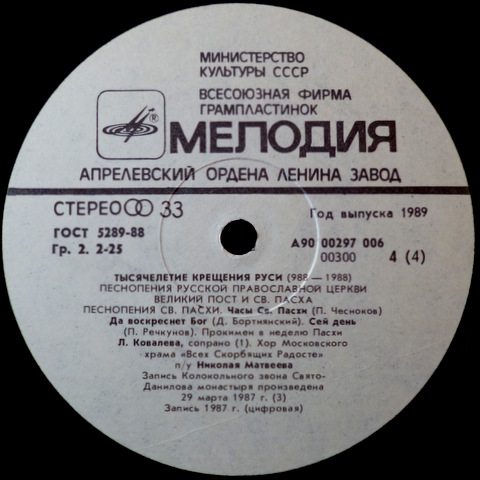 МИНИСТЕРСТВО
КУЛЬТУРЫ СССР
ВСЕСОЮЗНАЯ ФИРМА
ГРАМПЛАСТИНОК
® МЕЛОДИЯ
АПРЕЛЕВСКИЙ ОРДЕНА ЛЕНИНА ЗАВОД
СТЕРЕО 33
Год выпуска 1989
ГОСТ 5289-88
Гр. 2. 2-25
А90 00297 006
00300 4 (4)
ТЫСЯЧЕЛЕТИЕ КРЕЩЕНИЯ РУСИ (988—1988)
ПЕСНОПЕНИЯ РУССКОЙ ПРАВОСЛАВНОЙ ЦЕРКВИ
ВЕЛИКИЙ ПОСТ И СВ. ПАСХА
ПЕСНОПЕНИЯ СВ. ПАСХИ. Часы Св. Пасхи (П. Чесноков)
Да воскреснет Бог (Д. Бортнянский). Сей день
(П. Речкунов). Прокимен в неделю Пасхи
Л. Ковалева, сопрано (1). Хор Московского
храма «Всех Скорбящих Радосте»
п/у Николая Матвеева
Запись Колокольного звона Свято-
Данилова монастыря произведена
29 марта 1987 г. (3)
Запись 1987 г. (цифровая)